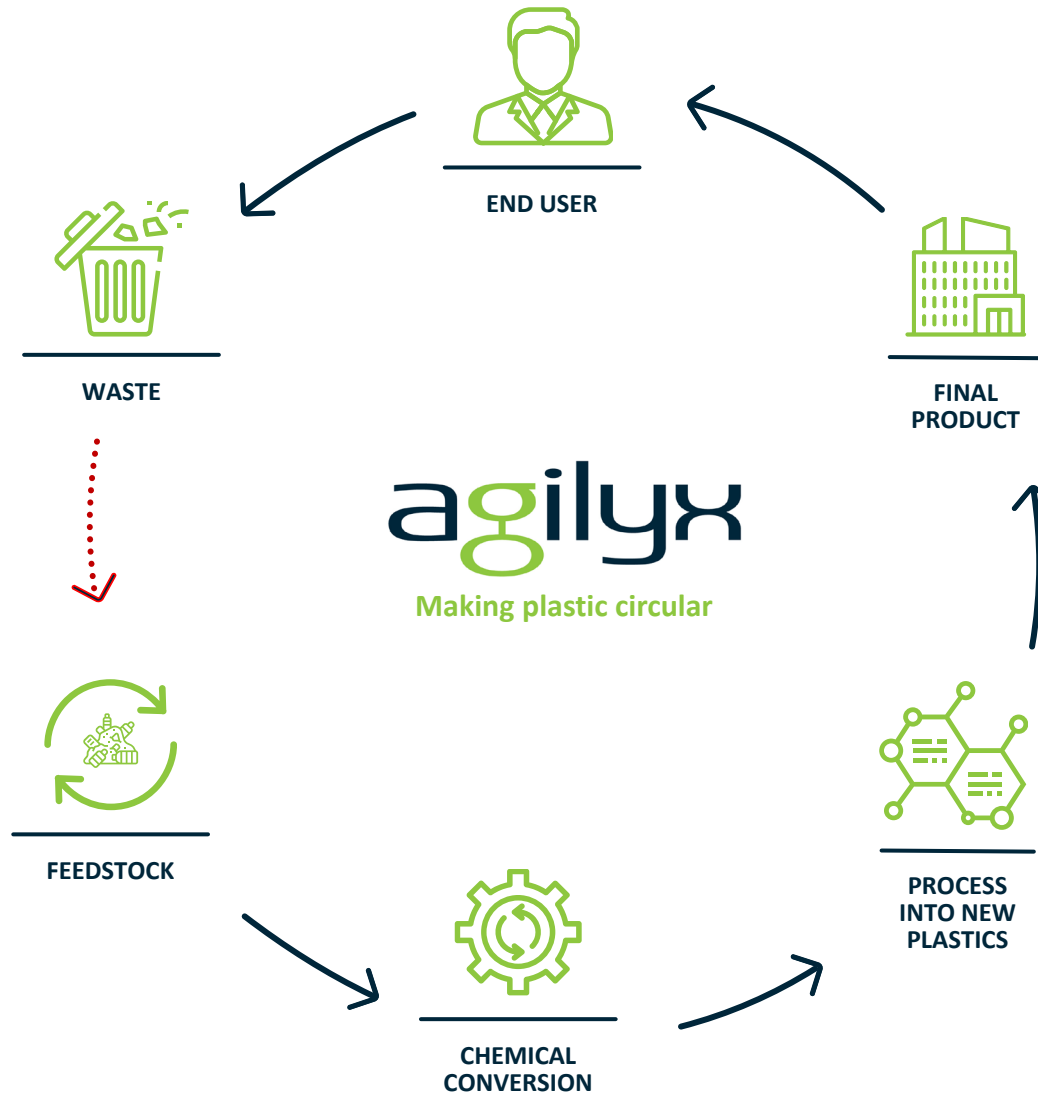 END USER
WASTE
FINAL
PRODUCT
agilyx
Making plastic circular
FEEDSTOCK
PROCESS
INTO NEW
PLASTICS
CHEMICAL
CONVERSION